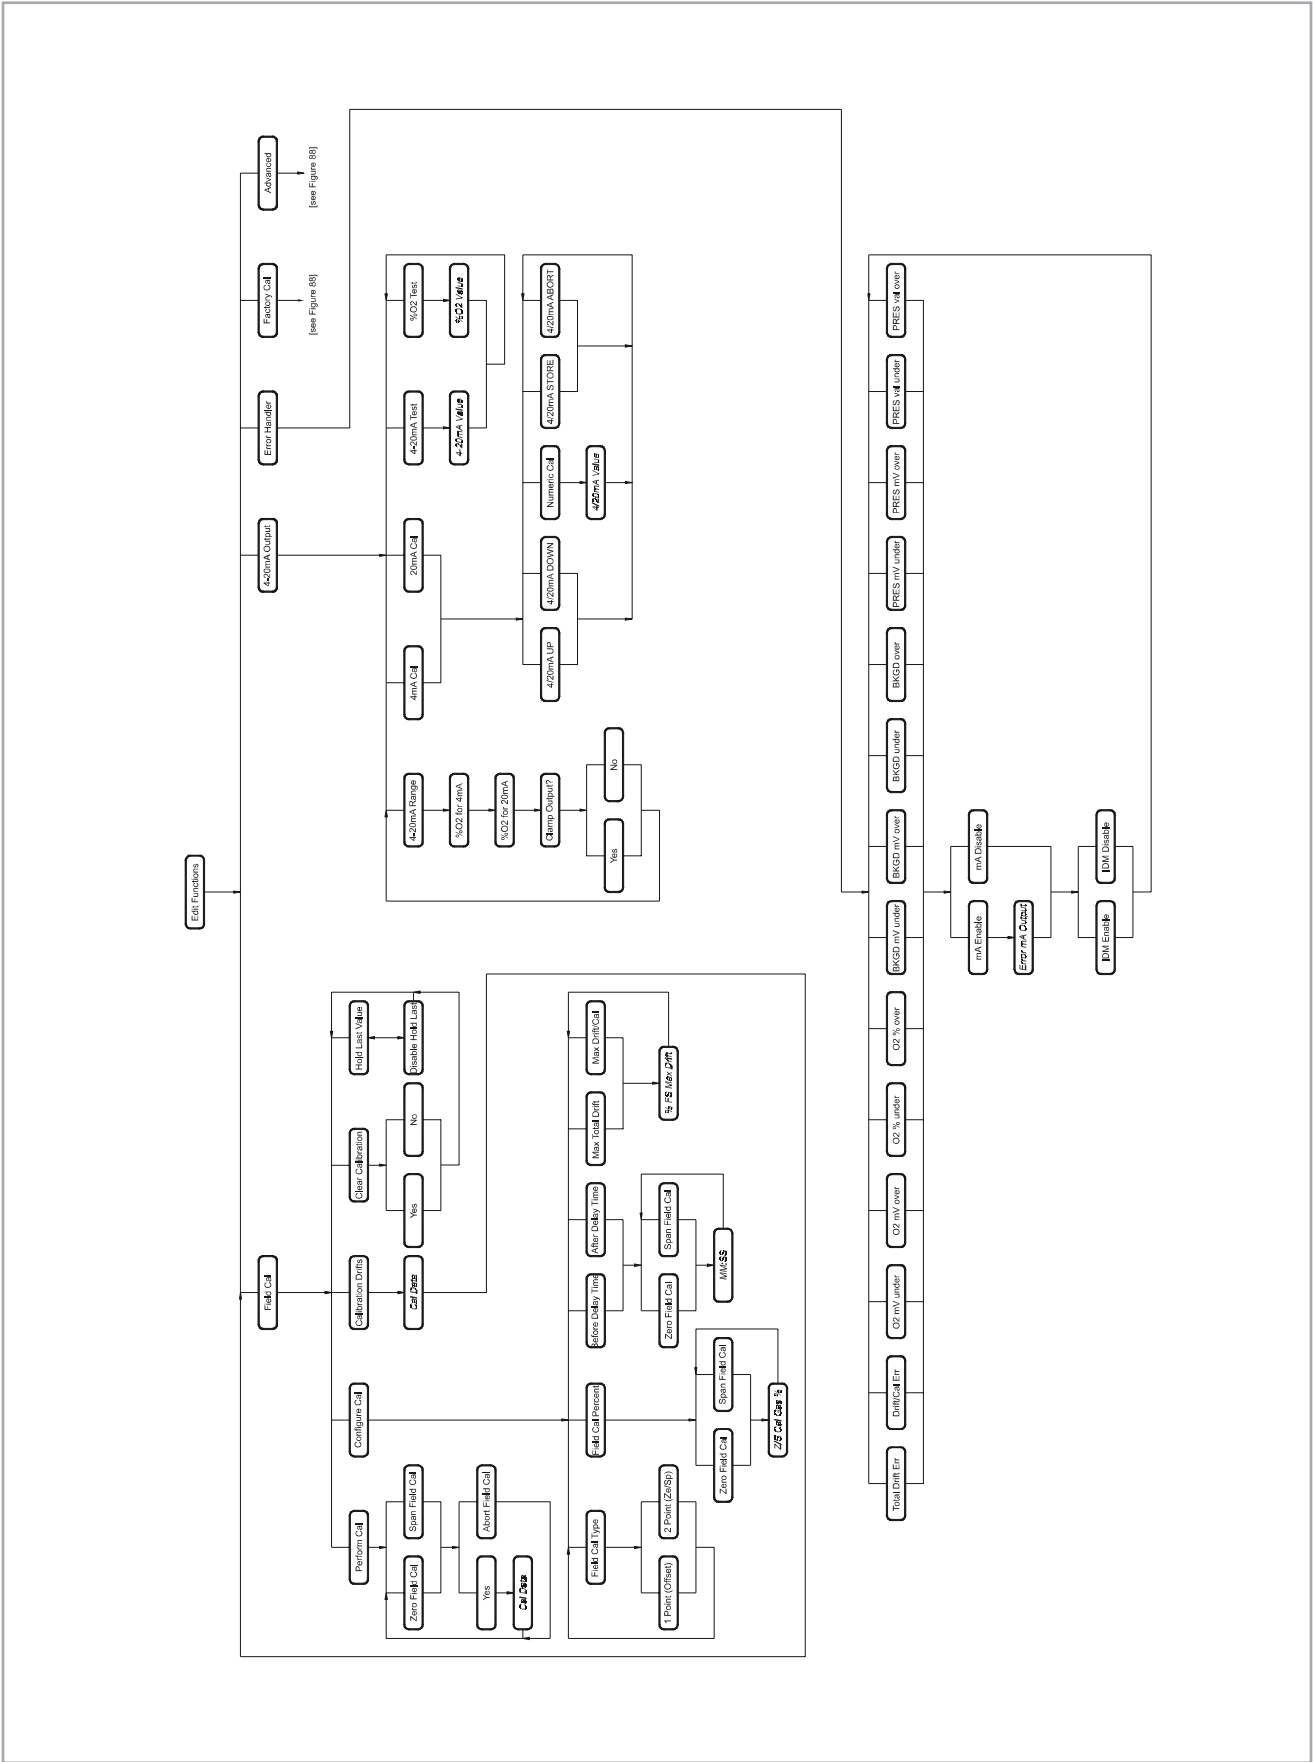 Edit Functions
Field Cal
4-20mA Output
Error Handler
Factory Cal
Advanced
[see Figure 88]
[see Figure 88]
Perform Cal
Configure Cal
Calibration Drifts
Clear Calibration
Hold Last Value
Zero Field Cal
Span Field Cal
Cal Data
Yes
No
Disable Hold Last
Yes
Abort Field Cal
Cal Data
Field Cal Type
Field Cal Percent
Before Delay Time
After Delay Time
Max Total Drift
Max Drift/Cal
1 Point (Offset)
2 Point (Ze/Sp)
Zero Field Cal
Span Field Cal
% FS Max Drift
Zero Field Cal
Span Field Cal
MM:SS
Z/S Cal Gas %
4-20mA Range
4mA Cal
20mA Cal
4-20mA Test
%O2 Test
%O2 for 4mA
4-20mA Value
%O2 Value
%O2 for 20mA
Clamp Output?
4/20mA UP
4/20mA DOWN
Numeric Cal
4/20mA STORE
4/20mA ABORT
4/20mA Value
Yes
No
Total Drift Err
Drift/Cal Err
O2 mV under
O2 mV over
O2 % under
O2 % over
BKGD mV under
BKGD mV over
BKGD under
BKGD over
PRES mV under
PRES mV over
PRES val under
PRES val over
mA Enable
mA Disable
Error mA Output
IDM Enable
IDM Disable